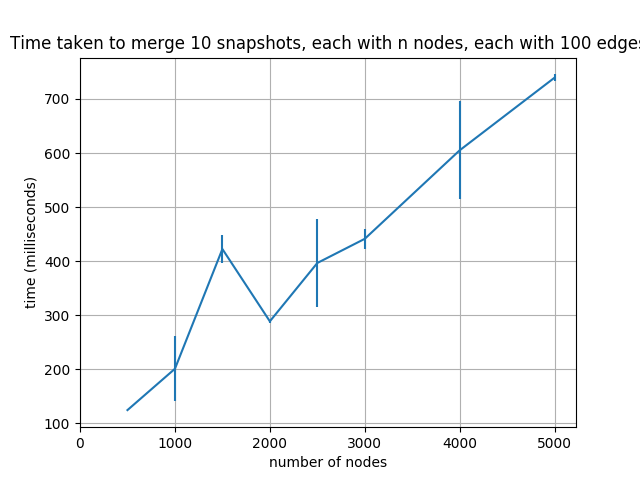 Time taken to merge 10 snapshots, each with n nodes, each with 100 edges
time (milliseconds)
700
600
500
400
300
200
100
0 1000 2000 3000 4000 5000
number of nodes